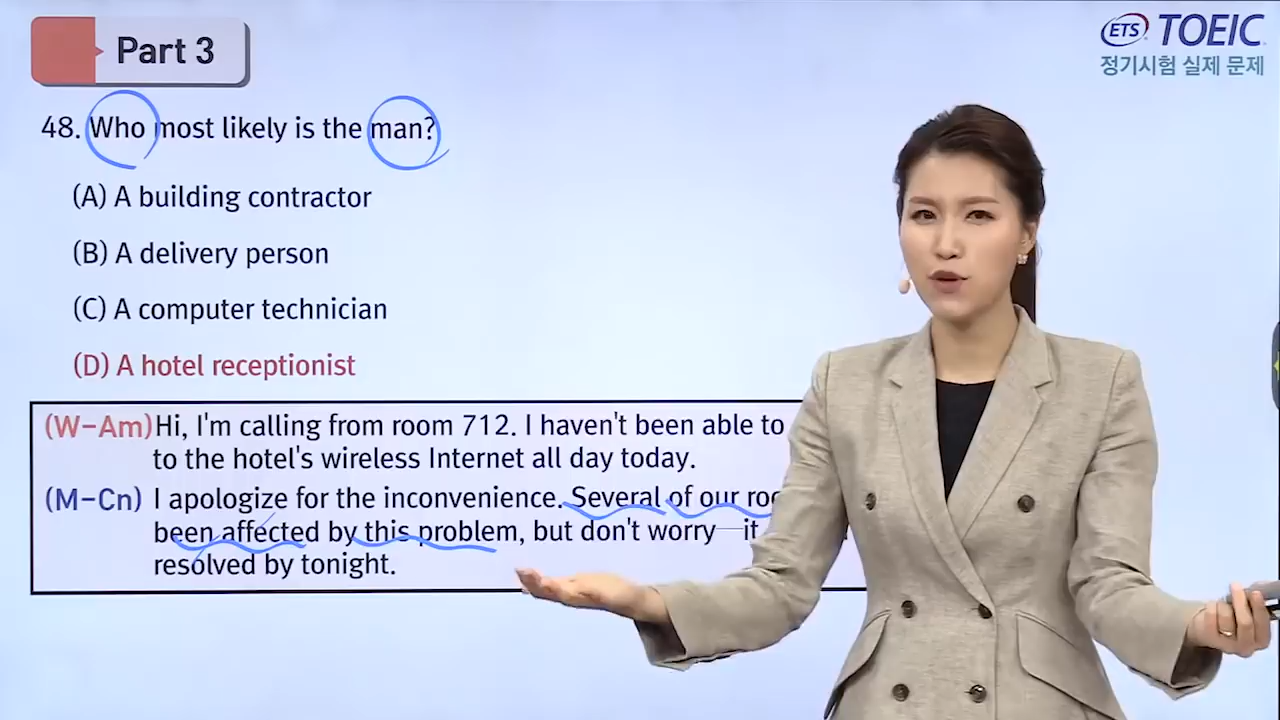 Part 3
ETS TOEIC
정기시험 실제 문제
48. Who most likely is the man?
(A) A building contractor
(B) A delivery person
(C) A computer technician
(D) A hotel receptionist
(W-Am) Hi, I'm calling from room 712. I haven't been able to
to the hotel's wireless Internet all day today.
(M-Cn) I apologize for the inconvenience. Several of our
been affected by this problem, but don't worry—it
resolved by tonight.